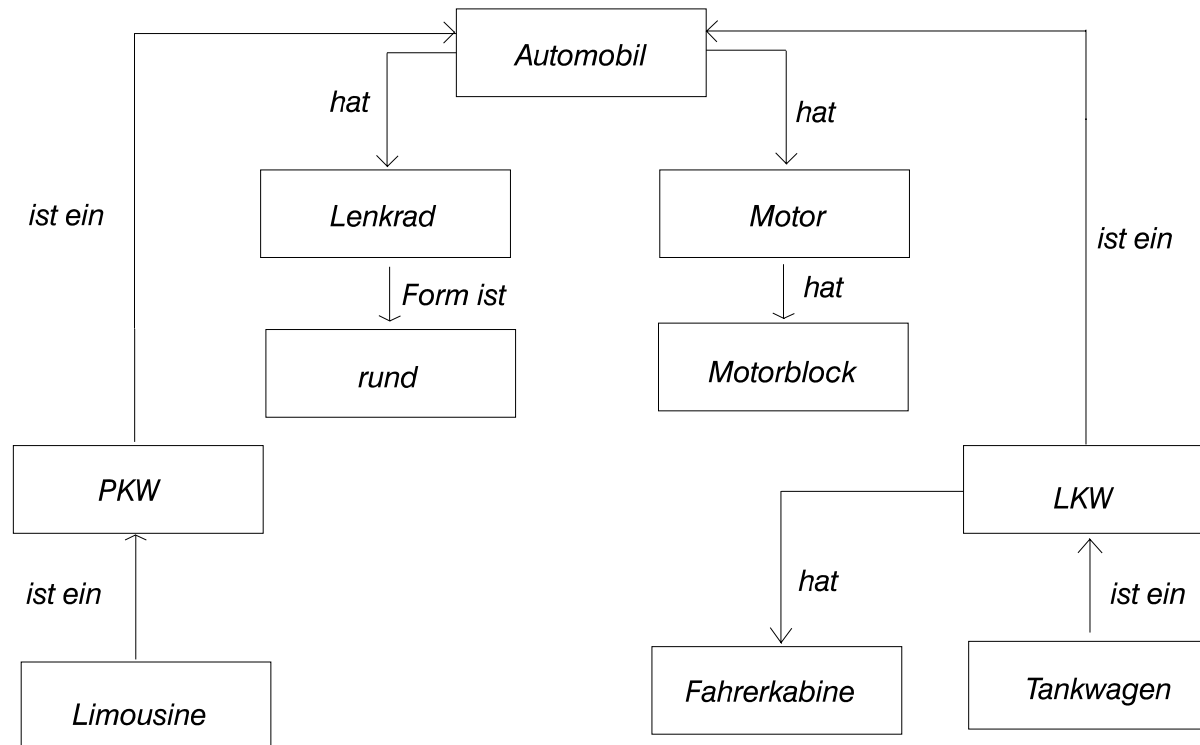 Automobil
hat
hat
Lenkrad
Motor
ist ein
ist ein
Form ist
hat
rund
Motorblock
PKW
LKW
ist ein
hat
ist ein
Limousine
Fahrerkabine
Tankwagen